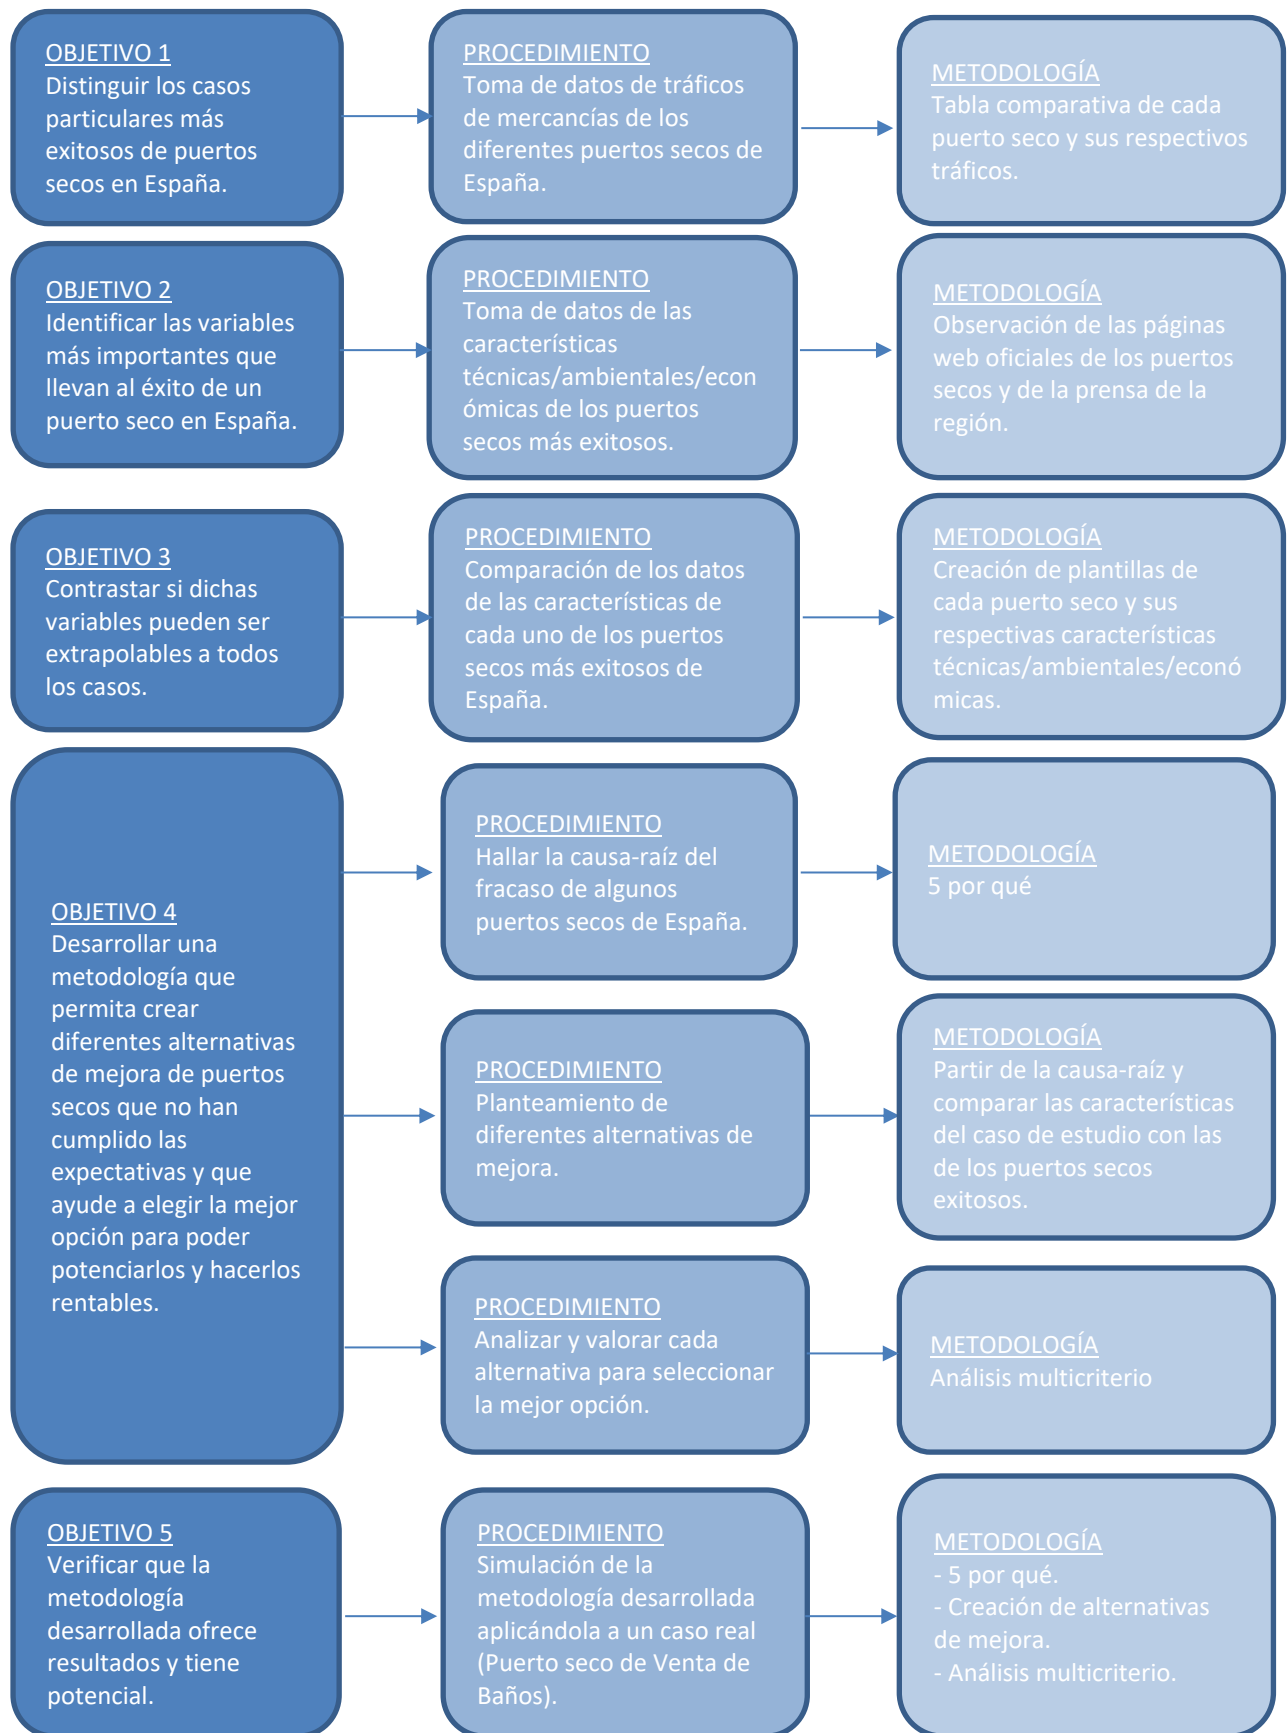 OBJETIVO 1
Distinguir los casos
particulares más
exitosos de puertos
secos en España.
PROCEDIMIENTO
Toma de datos de tráficos
de mercancías de los
diferentes puertos secos de
España.
METODOLOGÍA
Tabla comparativa de cada
puerto seco y sus respectivos
tráficos.
OBJETIVO 2
Identificar las variables
más importantes que
llevan al éxito de un
puerto seco en España.
PROCEDIMIENTO
Toma de datos de las
características
técnicas/ambientales/econ
ómicas de los puertos
secos más exitosos.
METODOLOGÍA
Observación de las páginas
web oficiales de los puertos
secos y de la prensa de la
región.
OBJETIVO 3
Contrastar si dichas
variables pueden ser
extrapolables a todos
los casos.
PROCEDIMIENTO
Comparación de los datos
de las características de
cada uno de los puertos
secos más exitosos de
España.
METODOLOGÍA
Creación de plantillas de
cada puerto seco y sus
respectivas características
técnicas/ambientales/econó
micas.
OBJETIVO 4
Desarrollar una
metodología que
permita crear
diferentes alternativas
de mejora de puertos
secos que no han
cumplido las
expectativas y que
ayude a elegir la mejor
opción para poder
potenciarlos y hacerlos
rentables.
PROCEDIMIENTO
Hallar la causa-raíz del
fracaso de algunos
puertos secos de España.
METODOLOGÍA
5 por qué
PROCEDIMIENTO
Planteamiento de
diferentes alternativas de
mejora.
METODOLOGÍA
Partir de la causa-raíz y
comparar las características
del caso de estudio con las
de los puertos secos
exitosos.
PROCEDIMIENTO
Analizar y valorar cada
alternativa para seleccionar
la mejor opción.
METODOLOGÍA
Análisis multicriterio
OBJETIVO 5
Verificar que la
metodología
desarrollada ofrece
resultados y tiene
potencial.
PROCEDIMIENTO
Simulación de la
metodología desarrollada
aplicándola a un caso real
(Puerto seco de Venta de
Baños).
METODOLOGÍA
- 5 por qué.
- Creación de alternativas
de mejora.
- Análisis multicriterio.